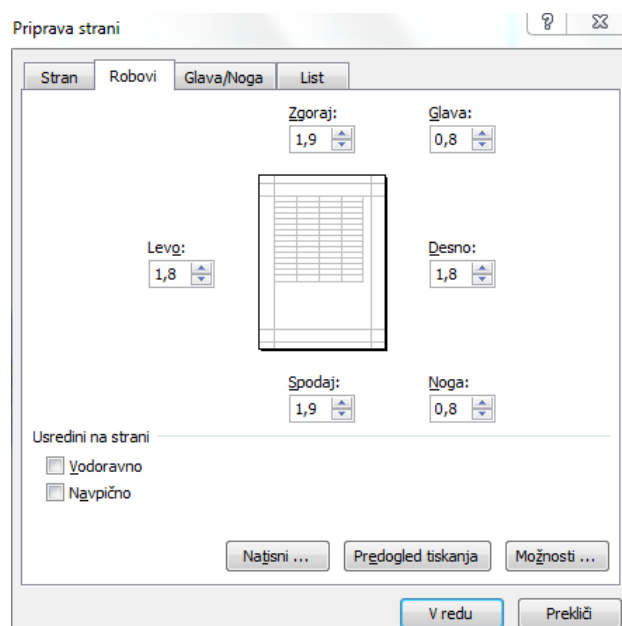 Priprava strani
Stran Robovi Glava/Noga List
Zgoraj: Glava:
1,9 0,8
Levo: Desno:
1,8 1,8
Spodaj: Noga:
1,9 0,8
Usredini na strani
Vodoravno
Navpično
Natisni ... Predogled tiskanja Možnosti ...
V redu Prekliči